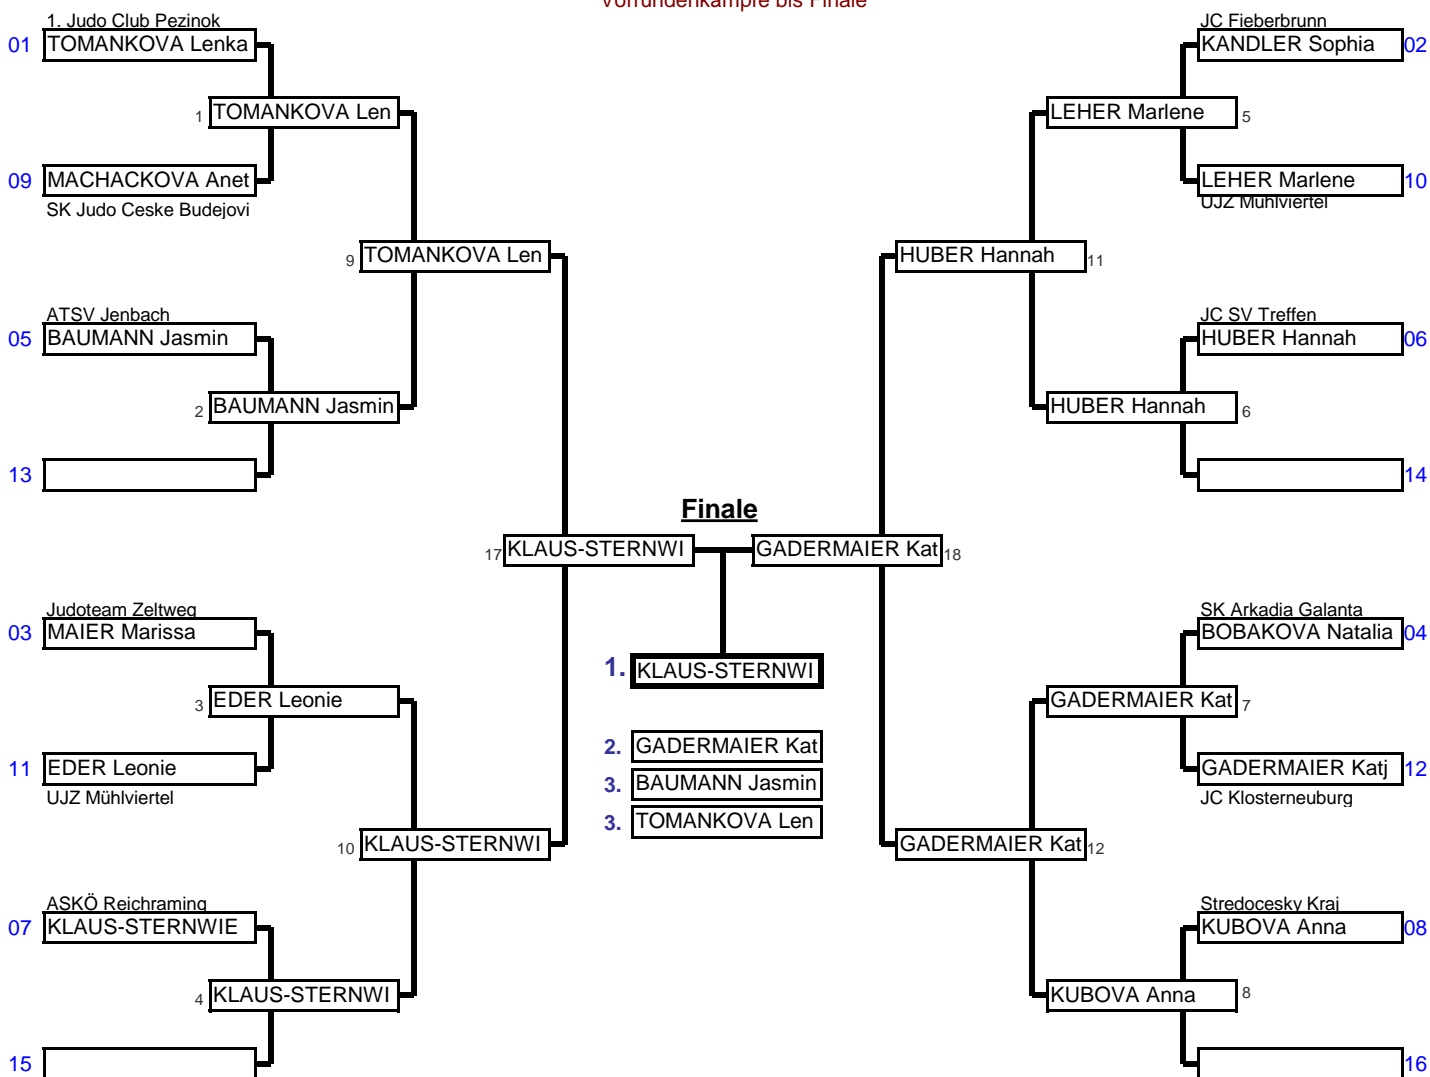 Vorrundenkämpfe bis Finale
1. Judo Club Pezinok
01 TOMANKOVA Lenka
1 TOMANKOVA Len
09 MACHACKOVA Anet
SK Judo Ceske Budejovi
9 TOMANKOVA Len
ATSV Jenbach
05 BAUMANN Jasmin
2 BAUMANN Jasmin
13
17 KLAUS-STERNWI
Judoteam Zeltweg
03 MAIER Marissa
3 EDER Leonie
11 EDER Leonie
UJZ Mühlviertel
10 KLAUS-STERNWI
ASKÖ Reichraming
07 KLAUS-STERNWIE
4 KLAUS-STERNWI
15
Finale
1. KLAUS-STERNWI
2. GADERMAIER Kat
3. BAUMANN Jasmin
3. TOMANKOVA Len
JC Fieberbrunn
KANDLER Sophia 02
LEHER Marlene 5
LEHER Marlene 10
UJZ Mühlviertel
HUBER Hannah 11
JC SV Treffen
HUBER Hannah 06
HUBER Hannah 6
14
GADERMAIER Kat 18
SK Arkadia Galanta
BOBAKOVA Natalia 04
GADERMAIER Kat 7
GADERMAIER Katj 12
JC Klosterneuburg
GADERMAIER Kat 12
Stredocesky Kraj
KUBOVA Anna 08
KUBOVA Anna 8
16